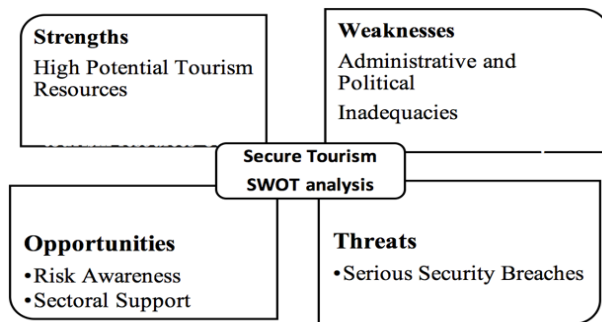 Strengths
High Potential Tourism
Resources
Weaknesses
Administrative and
Political
Inadequacies
Secure Tourism
SWOT analysis
Opportunities
•Risk Awareness
•Sectoral Support
Threats
•Serious Security Breaches